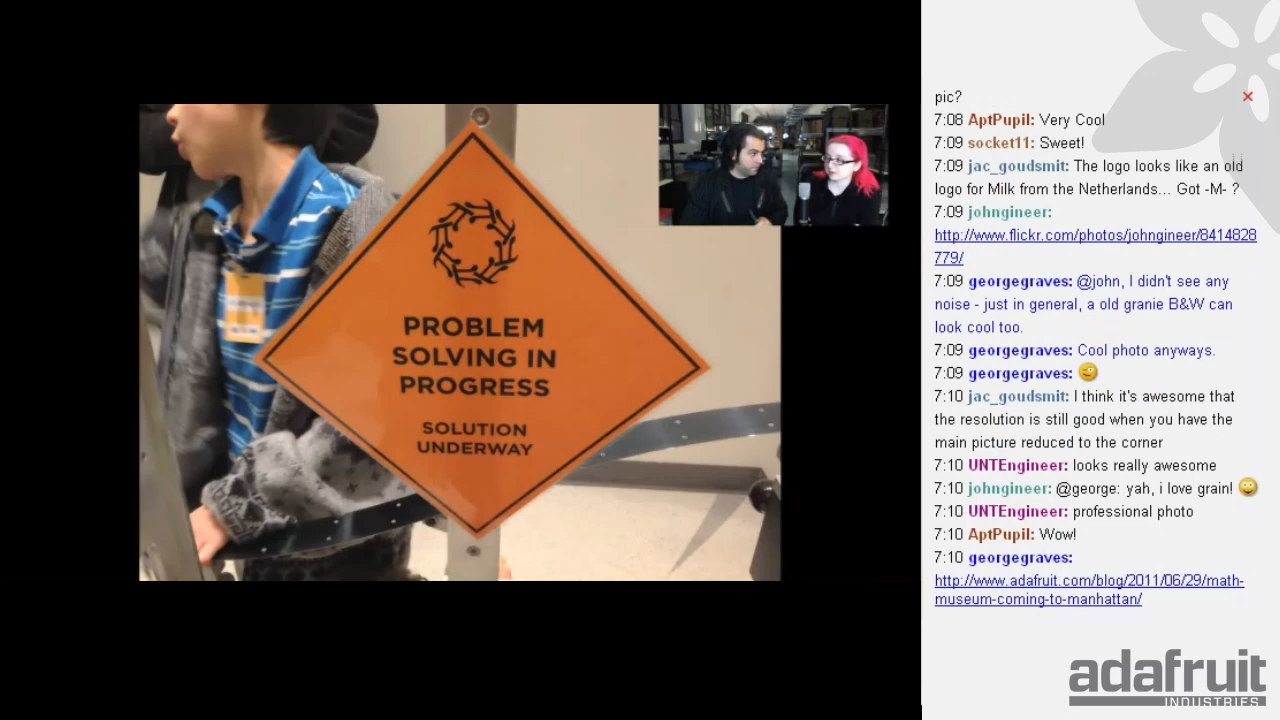 PROBLEM
SOLVING IN
PROGRESS
SOLUTION
UNDERWAY
pic?
7:08 AptPupil: Very Cool
7:09 socket11: Sweet!
7:09 jac_goudsmit: The logo looks like an old
logo for Milk from the Netherlands... Got -M- ?
7:09 johngineer:
http://www.flickr.com/photos/johngineer/8414828
779/
7:09 georgegraves: @john, I didn't see any
noise - just in general, a old granie B&W can
look cool too.
7:09 georgegraves: Cool photo anyways.
7:09 georgegraves:
7:10 jac_goudsmit: I think it's awesome that
the resolution is still good when you have the
main picture reduced to the corner
7:10 UNTEngineer: looks really awesome
7:10 johngineer: @george: yah, i love grain!
7:10 UNTEngineer: professional photo
7:10 AptPupil: Wow!
7:10 georgegraves:
http://www.adafruit.com/blog/2011/06/29/math-
museum-coming-to-manhattan/
adafruit
INDUSTRIES